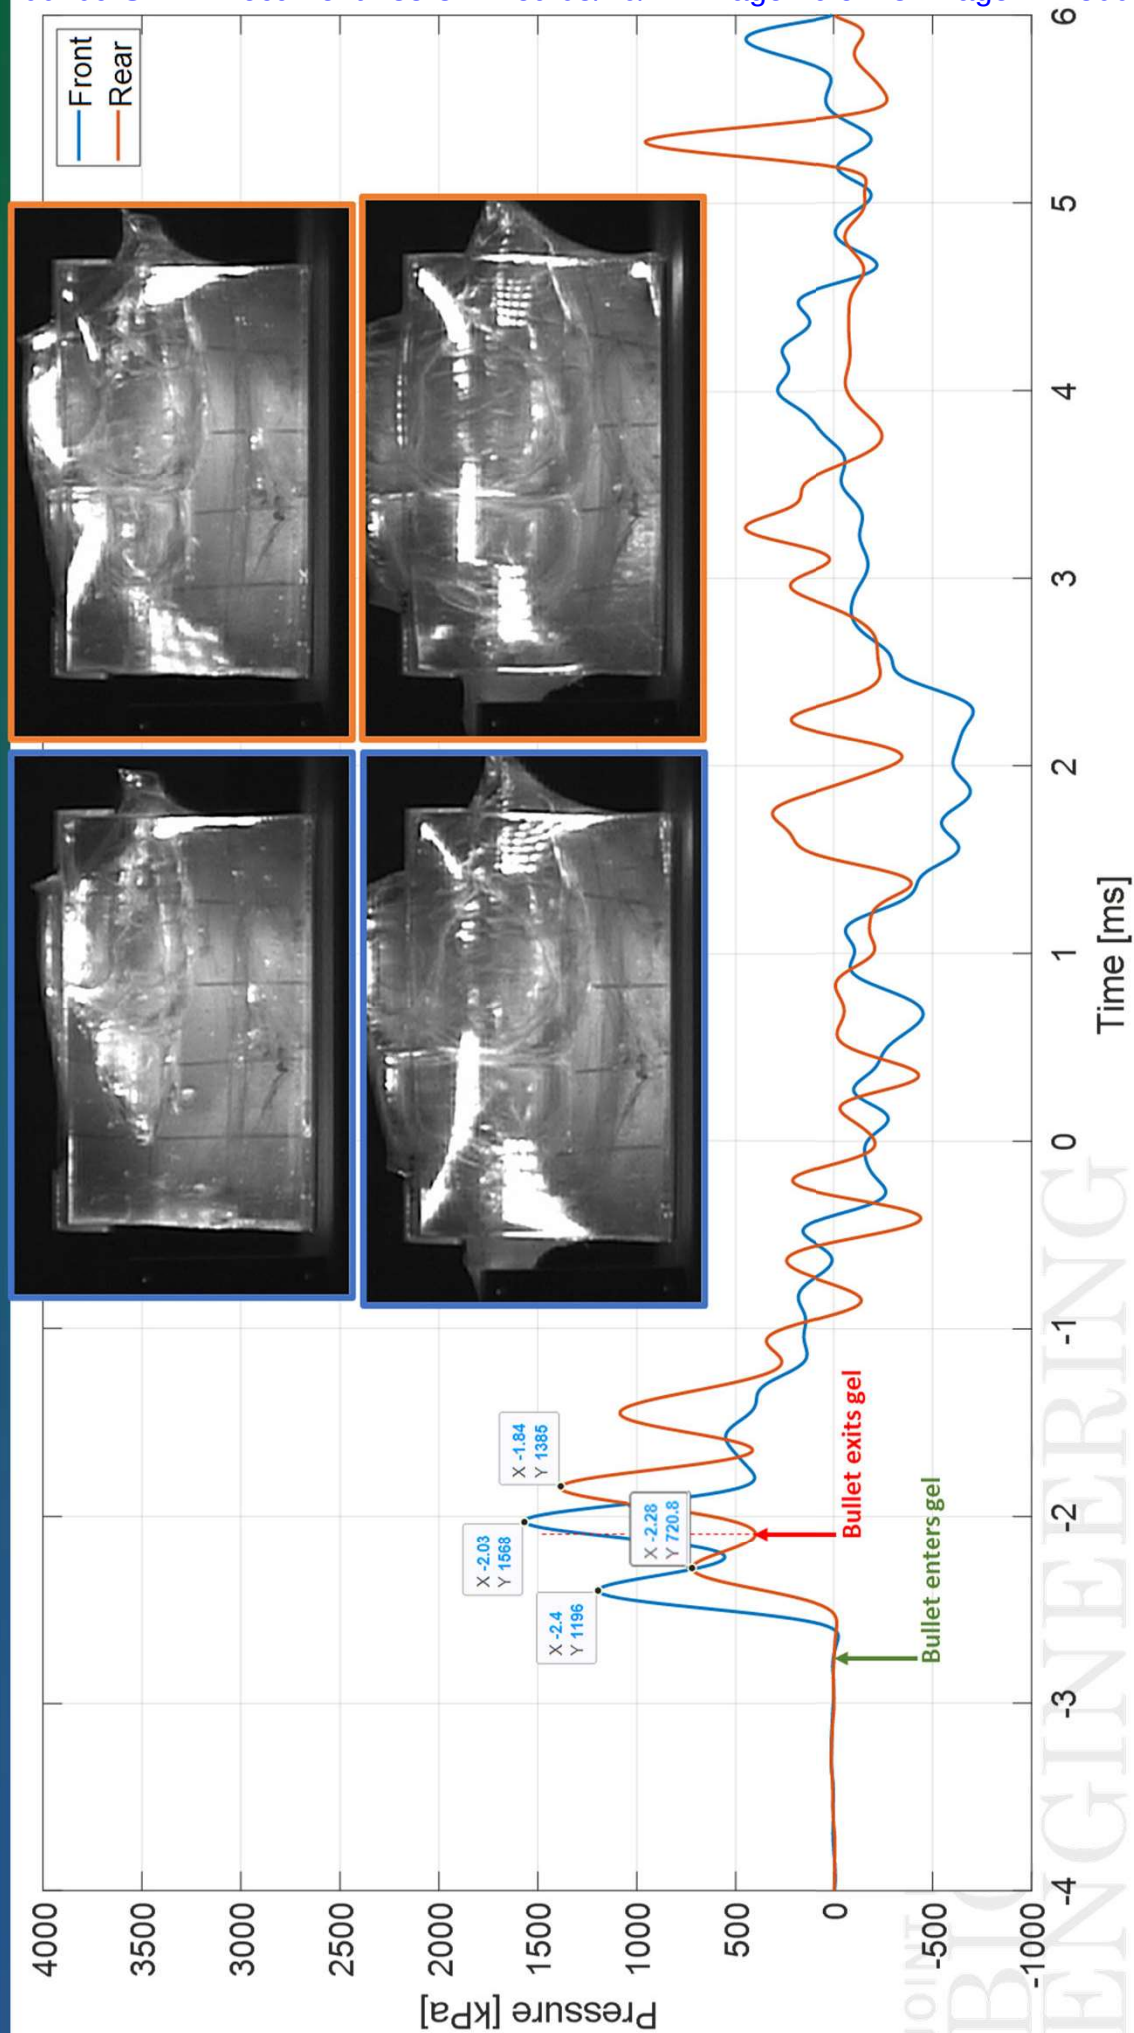 Front
Rear
4000
3500
3000
2500
2000
1500
1000
500
0
-500
-1000
Pressure [kPa]
X -2.4
Y 1196
X -2.03
Y 1568
X -2.28
Y 720.8
X -1.84
Y 1385
Bullet enters gel
Bullet exits gel
-4
-3
-2
-1
0
1
2
3
4
5
6
Time [ms]
JOINT
ENGINEERING